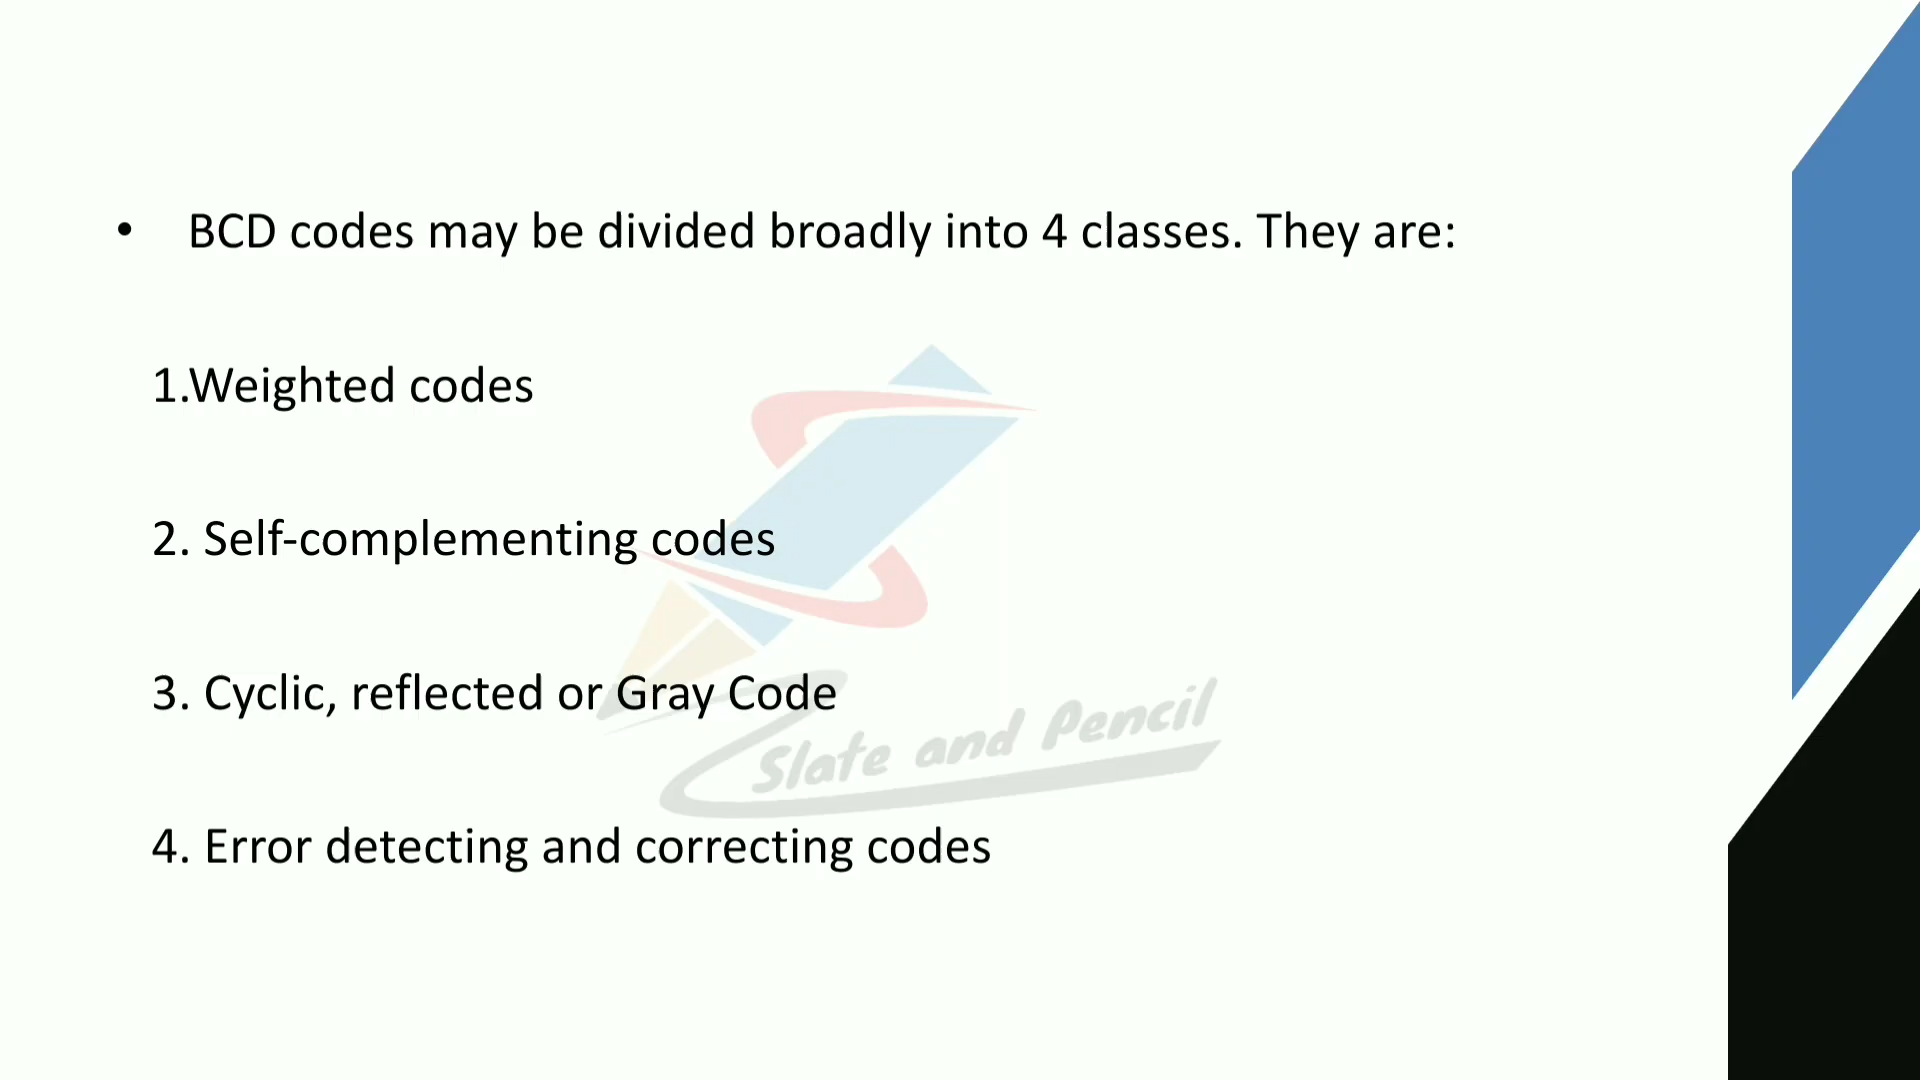 • BCD codes may be divided broadly into 4 classes. They are:
1.Weighted codes
2. Self-complementing codes
3. Cyclic, reflected or Gray Code
Slate and Pencil
4. Error detecting and correcting codes